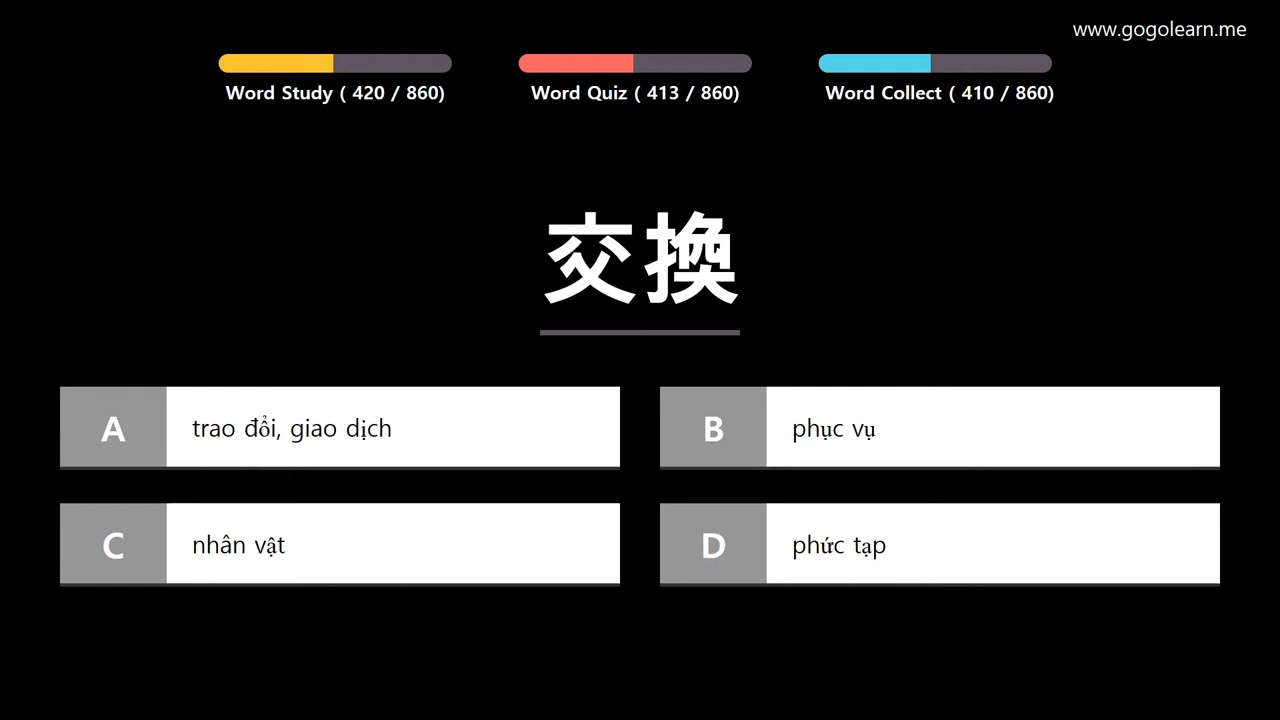 www.gogolearn.me
Word Study ( 420 / 860)
Word Quiz ( 413 / 860)
Word Collect ( 410 / 860)
交換
A
trao đổi, giao dịch
B
phục vụ
C
nhân vật
D
phức tạp